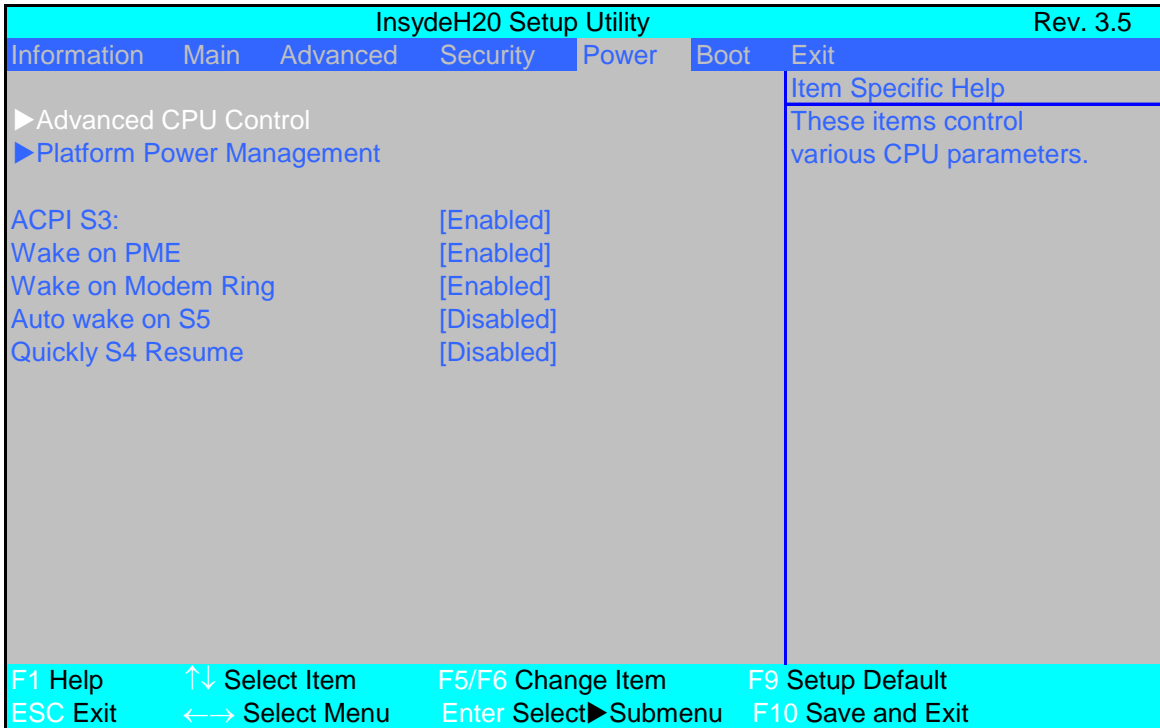 InsydeH20 Setup Utility Rev. 3.5
Information Main Advanced Security Power Boot Exit
Item Specific Help
▶Advanced CPU Control
These items control
▶Platform Power Management
various CPU parameters.
ACPI S3: [Enabled]
Wake on PME [Enabled]
Wake on Modem Ring [Enabled]
Auto wake on S5 [Disabled]
Quickly S4 Resume [Disabled]
F1 Help ↑↓ Select Item F5/F6 Change Item F9 Setup Default
ESC Exit ←→ Select Menu Enter Select▶Submenu F10 Save and Exit